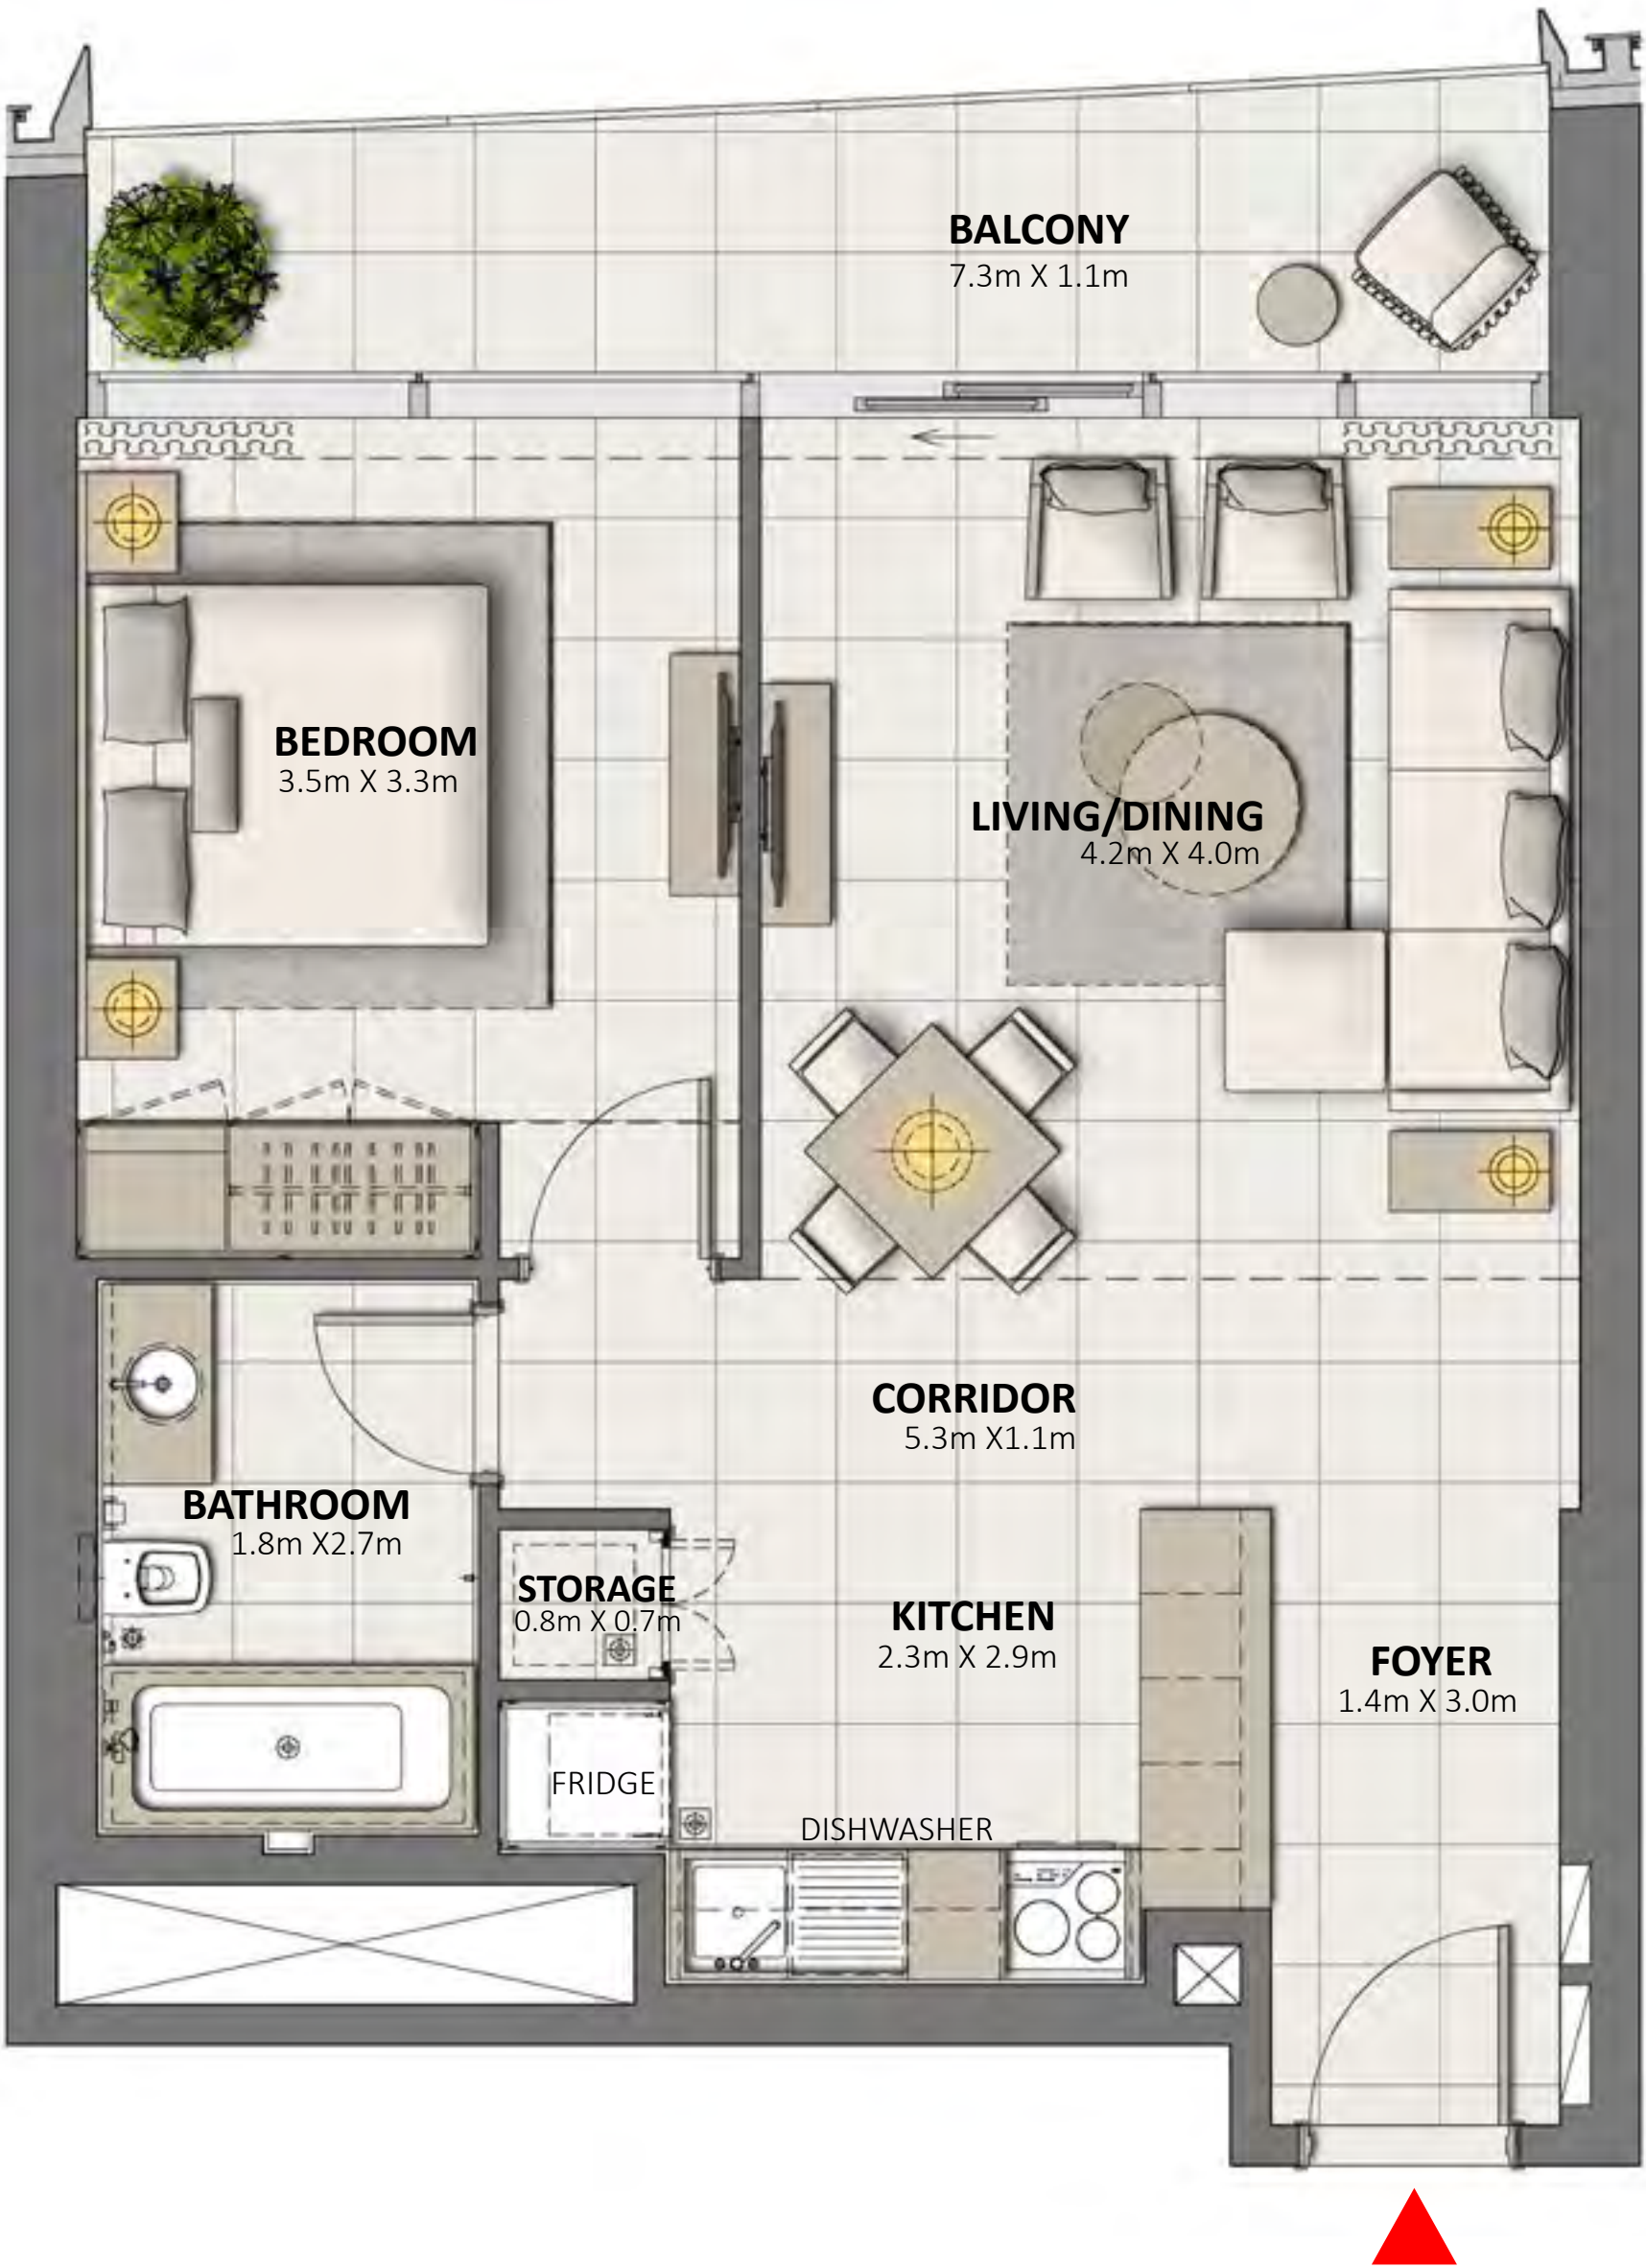 BALCONY
7.3m X 1.1m
BEDROOM
3.5m X 3.3m
LIVING/DINING
4.2m X 4.0m
CORRIDOR
5.3m X1.1m
BATHROOM
1.8m X2.7m
STORAGE
0.8m X 0.7m
KITCHEN
2.3m X 2.9m
FOYER
1.4m X 3.0m
FRIDGE
DISHWASHER